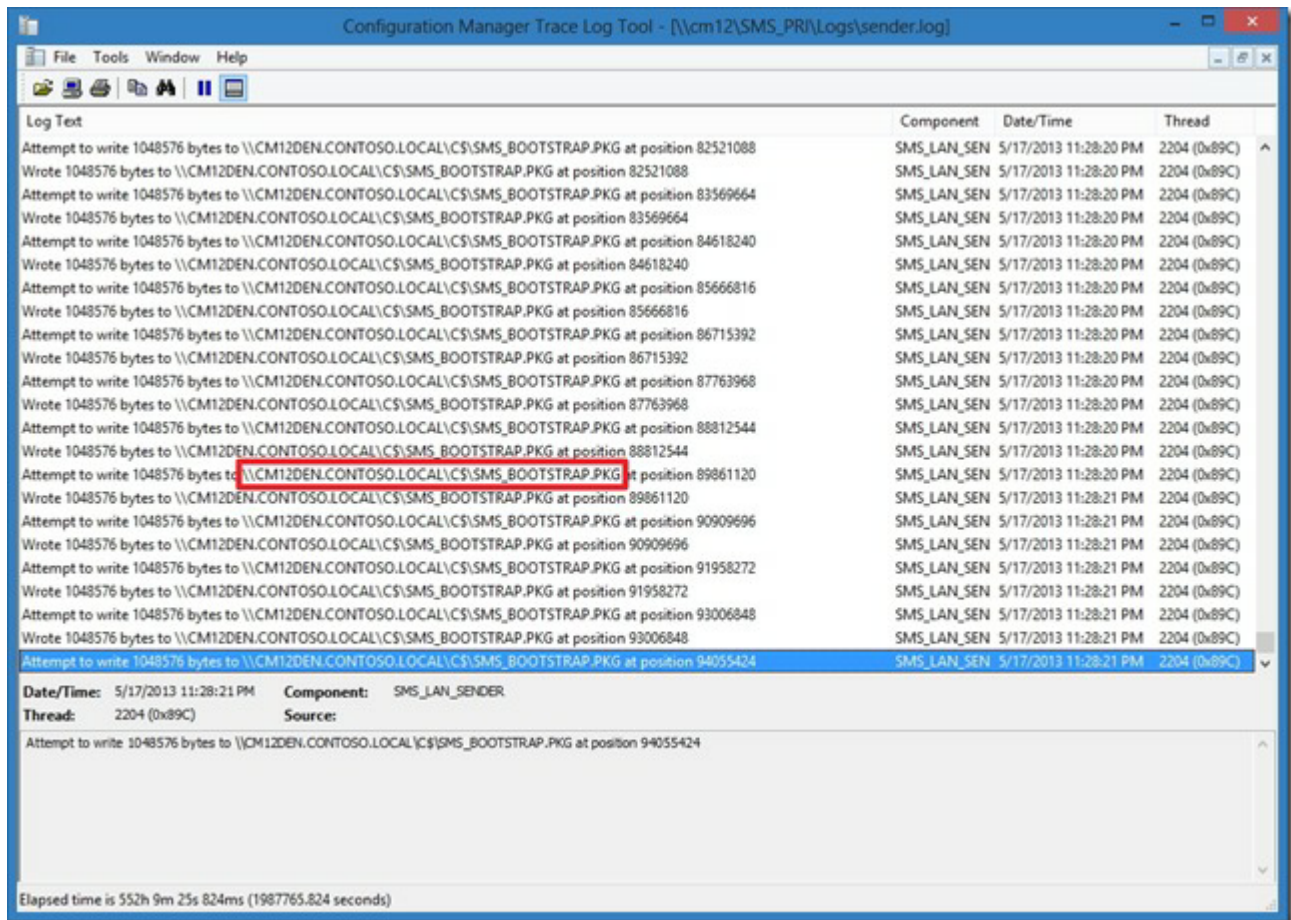 Configuration Manager Trace Log Tool - [\\cm12\SMS_PRI\Logs\sender.log]
File Tools Window Help
Log Text Component Date/Time Thread
Attempt to write 1048576 bytes to \\CM12DEN.CONTOSO.LOCAL\C$\SMS_BOOTSTRAP.PKG at position 82521088 SMS_LAN_SEN 5/17/2013 11:28:20 PM 2204 (0x89C)
Wrote 1048576 bytes to \\CM12DEN.CONTOSO.LOCAL\C$\SMS_BOOTSTRAP.PKG at position 82521088 SMS_LAN_SEN 5/17/2013 11:28:20 PM 2204 (0x89C)
Attempt to write 1048576 bytes to \\CM12DEN.CONTOSO.LOCAL\C$\SMS_BOOTSTRAP.PKG at position 83569664 SMS_LAN_SEN 5/17/2013 11:28:20 PM 2204 (0x89C)
Wrote 1048576 bytes to \\CM12DEN.CONTOSO.LOCAL\C$\SMS_BOOTSTRAP.PKG at position 83569664 SMS_LAN_SEN 5/17/2013 11:28:20 PM 2204 (0x89C)
Attempt to write 1048576 bytes to \\CM12DEN.CONTOSO.LOCAL\C$\SMS_BOOTSTRAP.PKG at position 84618240 SMS_LAN_SEN 5/17/2013 11:28:20 PM 2204 (0x89C)
Wrote 1048576 bytes to \\CM12DEN.CONTOSO.LOCAL\C$\SMS_BOOTSTRAP.PKG at position 84618240 SMS_LAN_SEN 5/17/2013 11:28:20 PM 2204 (0x89C)
Attempt to write 1048576 bytes to \\CM12DEN.CONTOSO.LOCAL\C$\SMS_BOOTSTRAP.PKG at position 85666816 SMS_LAN_SEN 5/17/2013 11:28:20 PM 2204 (0x89C)
Wrote 1048576 bytes to \\CM12DEN.CONTOSO.LOCAL\C$\SMS_BOOTSTRAP.PKG at position 85666816 SMS_LAN_SEN 5/17/2013 11:28:20 PM 2204 (0x89C)
Attempt to write 1048576 bytes to \\CM12DEN.CONTOSO.LOCAL\C$\SMS_BOOTSTRAP.PKG at position 86715392 SMS_LAN_SEN 5/17/2013 11:28:20 PM 2204 (0x89C)
Wrote 1048576 bytes to \\CM12DEN.CONTOSO.LOCAL\C$\SMS_BOOTSTRAP.PKG at position 86715392 SMS_LAN_SEN 5/17/2013 11:28:20 PM 2204 (0x89C)
Attempt to write 1048576 bytes to \\CM12DEN.CONTOSO.LOCAL\C$\SMS_BOOTSTRAP.PKG at position 87763968 SMS_LAN_SEN 5/17/2013 11:28:20 PM 2204 (0x89C)
Wrote 1048576 bytes to \\CM12DEN.CONTOSO.LOCAL\C$\SMS_BOOTSTRAP.PKG at position 87763968 SMS_LAN_SEN 5/17/2013 11:28:20 PM 2204 (0x89C)
Attempt to write 1048576 bytes to \\CM12DEN.CONTOSO.LOCAL\C$\SMS_BOOTSTRAP.PKG at position 88812544 SMS_LAN_SEN 5/17/2013 11:28:20 PM 2204 (0x89C)
Wrote 1048576 bytes to \\CM12DEN.CONTOSO.LOCAL\C$\SMS_BOOTSTRAP.PKG at position 88812544 SMS_LAN_SEN 5/17/2013 11:28:20 PM 2204 (0x89C)
Attempt to write 1048576 bytes to \\CM12DEN.CONTOSO.LOCAL\C$\SMS_BOOTSTRAP.PKG at position 89861120 SMS_LAN_SEN 5/17/2013 11:28:20 PM 2204 (0x89C)
Wrote 1048576 bytes to \\CM12DEN.CONTOSO.LOCAL\C$\SMS_BOOTSTRAP.PKG at position 89861120 SMS_LAN_SEN 5/17/2013 11:28:21 PM 2204 (0x89C)
Attempt to write 1048576 bytes to \\CM12DEN.CONTOSO.LOCAL\C$\SMS_BOOTSTRAP.PKG at position 90909696 SMS_LAN_SEN 5/17/2013 11:28:21 PM 2204 (0x89C)
Wrote 1048576 bytes to \\CM12DEN.CONTOSO.LOCAL\C$\SMS_BOOTSTRAP.PKG at position 90909696 SMS_LAN_SEN 5/17/2013 11:28:21 PM 2204 (0x89C)
Attempt to write 1048576 bytes to \\CM12DEN.CONTOSO.LOCAL\C$\SMS_BOOTSTRAP.PKG at position 91958272 SMS_LAN_SEN 5/17/2013 11:28:21 PM 2204 (0x89C)
Wrote 1048576 bytes to \\CM12DEN.CONTOSO.LOCAL\C$\SMS_BOOTSTRAP.PKG at position 91958272 SMS_LAN_SEN 5/17/2013 11:28:21 PM 2204 (0x89C)
Attempt to write 1048576 bytes to \\CM12DEN.CONTOSO.LOCAL\C$\SMS_BOOTSTRAP.PKG at position 93006848 SMS_LAN_SEN 5/17/2013 11:28:21 PM 2204 (0x89C)
Wrote 1048576 bytes to \\CM12DEN.CONTOSO.LOCAL\C$\SMS_BOOTSTRAP.PKG at position 93006848 SMS_LAN_SEN 5/17/2013 11:28:21 PM 2204 (0x89C)
Attempt to write 1048576 bytes to \\CM12DEN.CONTOSO.LOCAL\C$\SMS_BOOTSTRAP.PKG at position 94055424 SMS_LAN_SEN 5/17/2013 11:28:21 PM 2204 (0x89C)
Date/Time: 5/17/2013 11:28:21 PM Component: SMS_LAN_SENDER
Thread: 2204 (0x89C) Source:
Attempt to write 1048576 bytes to \\CM12DEN.CONTOSO.LOCAL\C$\SMS_BOOTSTRAP.PKG at position 94055424
Elapsed time is 552h 9m 25s 824ms (1987765.824 seconds)